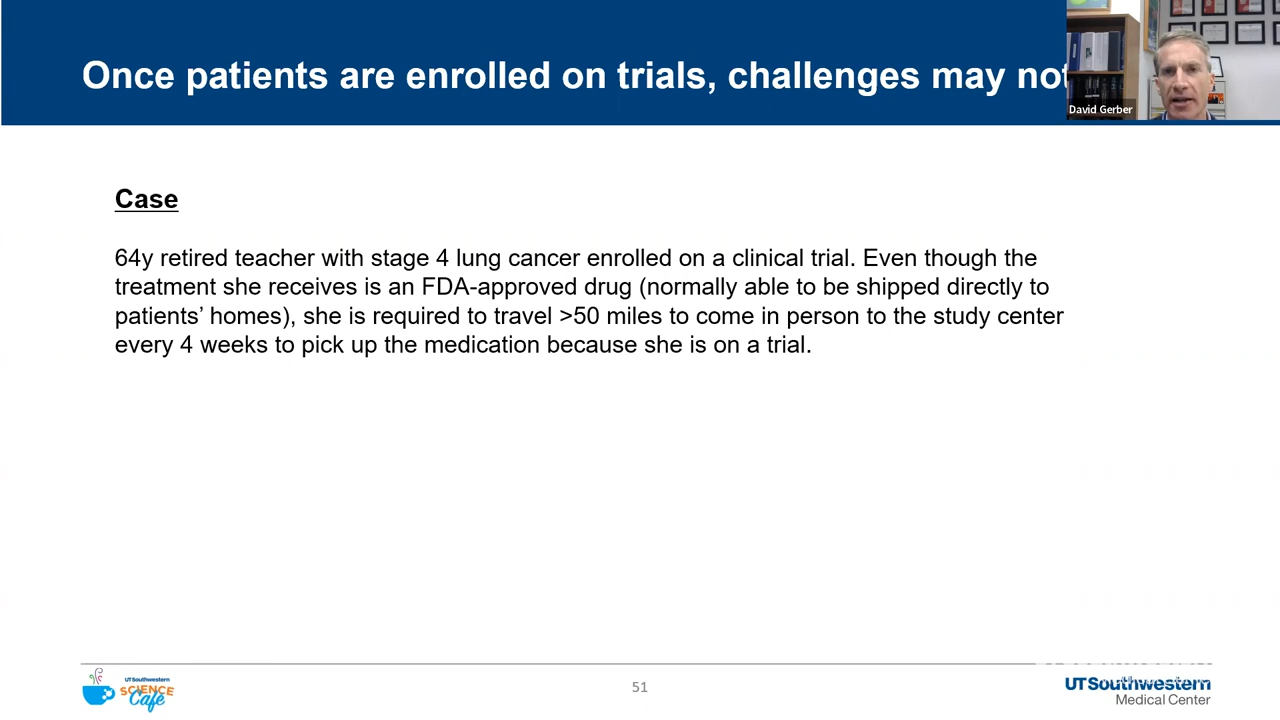 Once patients are enrolled on trials, challenges may not
David Gerber
Case
64y retired teacher with stage 4 lung cancer enrolled on a clinical trial. Even though the
treatment she receives is an FDA-approved drug (normally able to be shipped directly to
patients’ homes), she is required to travel >50 miles to come in person to the study center
every 4 weeks to pick up the medication because she is on a trial.
UTSouthwestern
SCIENCE
Café
51
UTSouthwestern
Medical Center